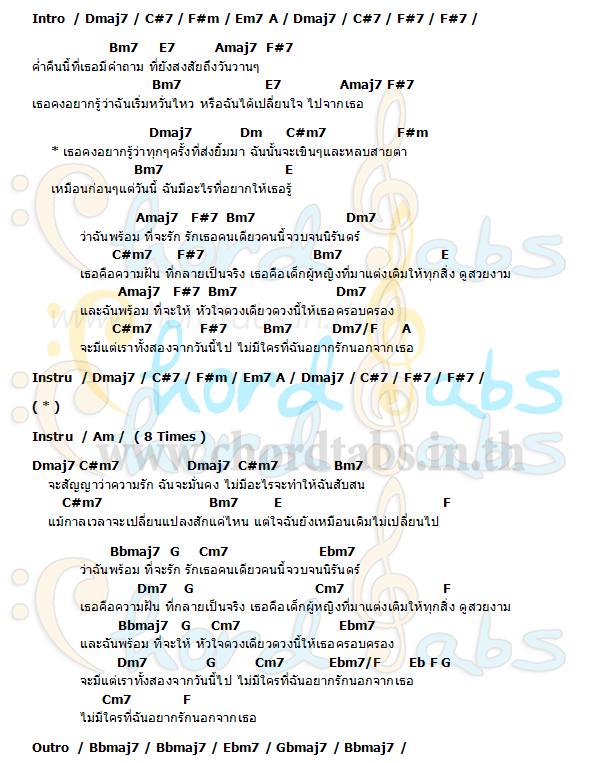 Intro / Dmaj7 / C#7 / F#m / Em7 A / Dmaj7 / C#7 / F#7 / F#7 /
Bm7 E7 Amaj7 F#7
ค่ำคืนนี้ที่เธอมีคำถาม ที่ยังสงสัยถึงวันวานๆ
Bm7 E7 Amaj7 F#7
เธอคงอยากรู้ว่าฉันเริ่มหวั่นไหว หรือฉันได้เปลี่ยนใจ ไปจากเธอ
Dmaj7 Dm C#m7 F#m
* เธอคงอยากรู้ว่าทุกๆครั้งที่ส่งยิ้มมา ฉันนั้นจะเขินๆและหลบสายตา
Bm7 E
เหมือนก่อนๆแต่วันนี้ ฉันมีอะไรที่อยากให้เธอรู้
Amaj7 F#7 Bm7 Dm7
ว่าฉันพร้อม ที่จะรัก รักเธอคนเดียวคนนี้จวบจนนิรันดร์
C#m7 F#7 Bm7 E
เธอคือความฝัน ที่กลายเป็นจริง เธอคือเด็กผู้หญิงที่มาแต่งเติมให้ทุกสิ่ง ดูสวยงาม
Amaj7 F#7 Bm7 Dm7
และฉันพร้อม ที่จะให้ หัวใจดวงเดียวดวงนี้ให้เธอครอบครอง
C#m7 F#7 Bm7 Dm7/F A
จะมีแต่เราทั้งสองจากวันนี้ไป ไม่มีใครที่ฉันอยากรักนอกจากเธอ
Instru / Dmaj7 / C#7 / F#m / Em7 A / Dmaj7 / C#7 / F#7 / F#7 /
( * )
Instru / Am / ( 8 Times )
www.chordtabs.in.th
Dmaj7 C#m7 Dmaj7 C#m7 Bm7
จะสัญญาว่าความรัก ฉันจะมั่นคง ไม่มีอะไรจะทำให้ฉันสับสน
C#m7 Bm7 E F
แม้กาลเวลาจะเปลี่ยนแปลงสักแค่ไหน แต่ใจฉันยังเหมือนเดิมไม่เปลี่ยนไป
Bbmaj7 G Cm7 Ebm7
ว่าฉันพร้อม ที่จะรัก รักเธอคนเดียวคนนี้จวบจนนิรันดร์
Dm7 G Cm7 F
เธอคือความฝัน ที่กลายเป็นจริง เธอคือเด็กผู้หญิงที่มาแต่งเติมให้ทุกสิ่ง ดูสวยงาม
Bbmaj7 G Cm7 Ebm7
และฉันพร้อม ที่จะให้ หัวใจดวงเดียวดวงนี้ให้เธอครอบครอง
Dm7 G Cm7 Ebm7/F Eb F G
จะมีแต่เราทั้งสองจากวันนี้ไป ไม่มีใครที่ฉันอยากรักนอกจากเธอ
Cm7 F
ไม่มีใครที่ฉันอยากรักนอกจากเธอ
Outro / Bbmaj7 / Bbmaj7 / Ebm7 / Gbmaj7 / Bbmaj7 /